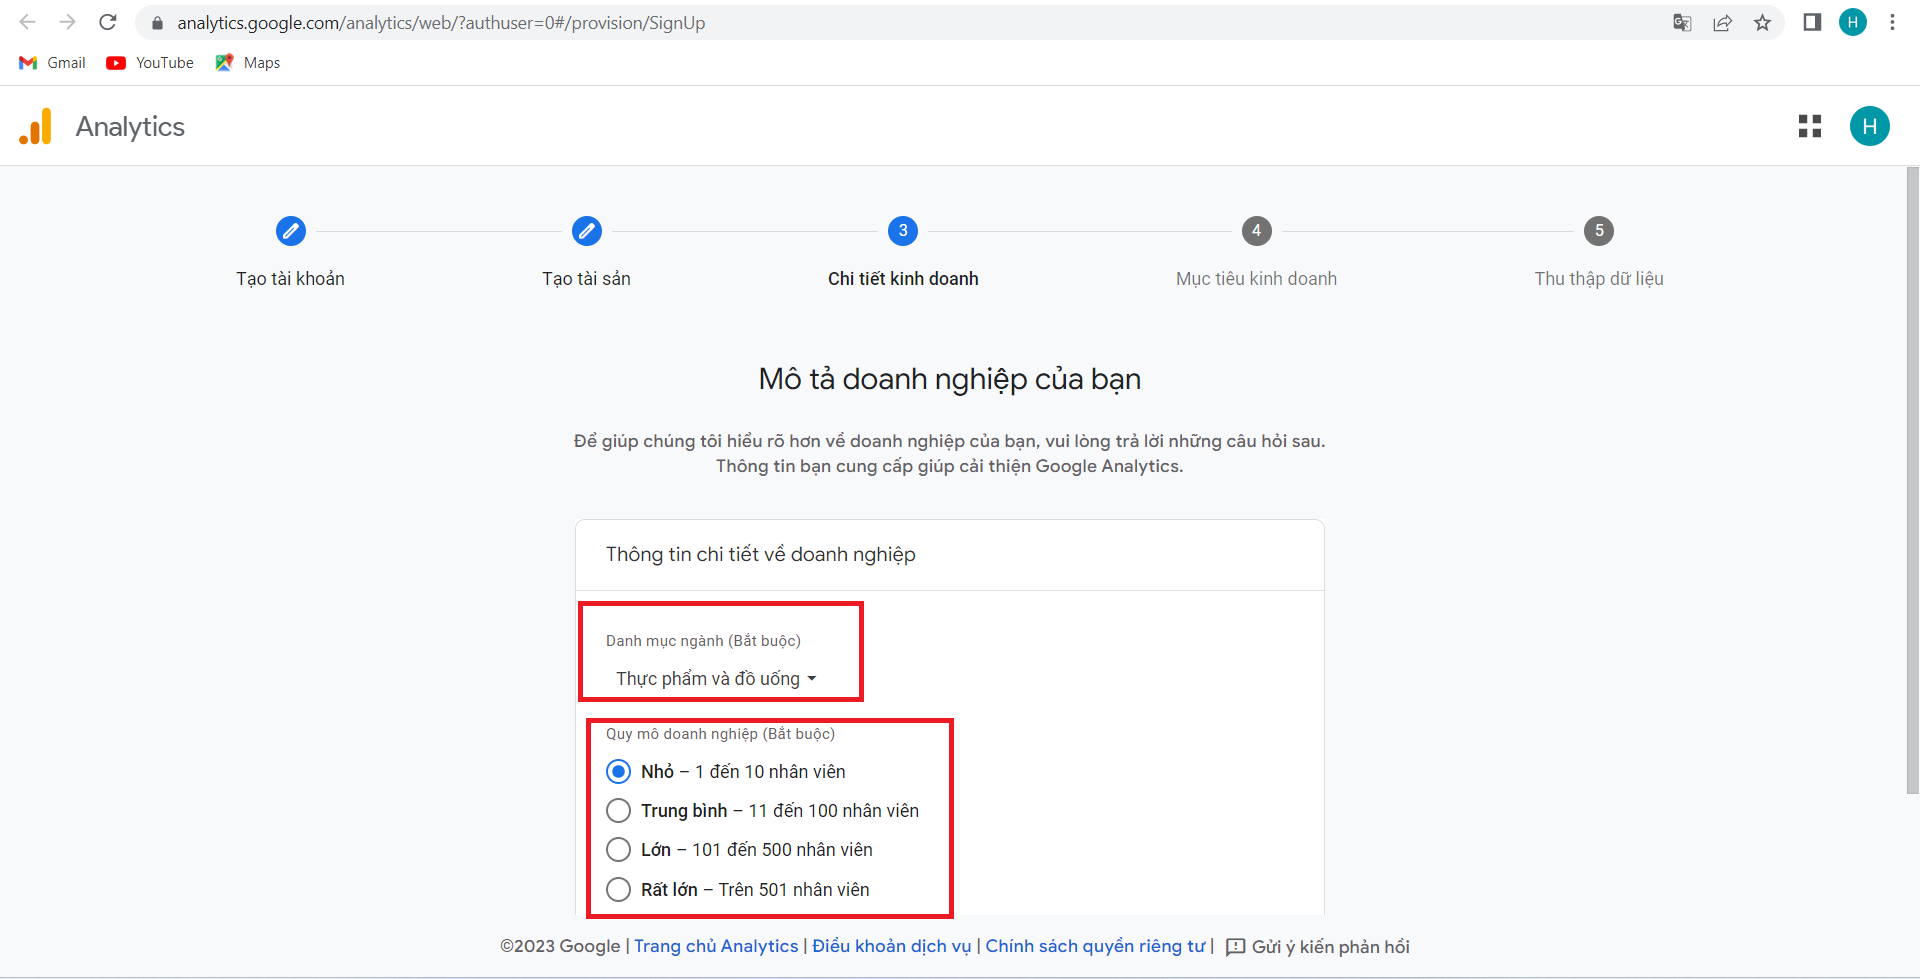 analytics.google.com/analytics/web/?authuser=0#/provision/SignUp
H
Gmail YouTube Maps
Analytics
H
3 4 5
Tạo tài khoản Tạo tài sản Chi tiết kinh doanh Mục tiêu kinh doanh Thu thập dữ liệu
Mô tả doanh nghiệp của bạn
Để giúp chúng tôi hiểu rõ hơn về doanh nghiệp của bạn, vui lòng trả lời những câu hỏi sau.
Thông tin bạn cung cấp giúp cải thiện Google Analytics.
Thông tin chi tiết về doanh nghiệp
Danh mục ngành (Bắt buộc)
Thực phẩm và đồ uống
Quy mô doanh nghiệp (Bắt buộc)
Nhỏ – 1 đến 10 nhân viên
Trung bình – 11 đến 100 nhân viên
Lớn – 101 đến 500 nhân viên
Rất lớn – Trên 501 nhân viên
©2023 Google | Trang chủ Analytics | Điều khoản dịch vụ | Chính sách quyền riêng tư | Gửi ý kiến phản hồi